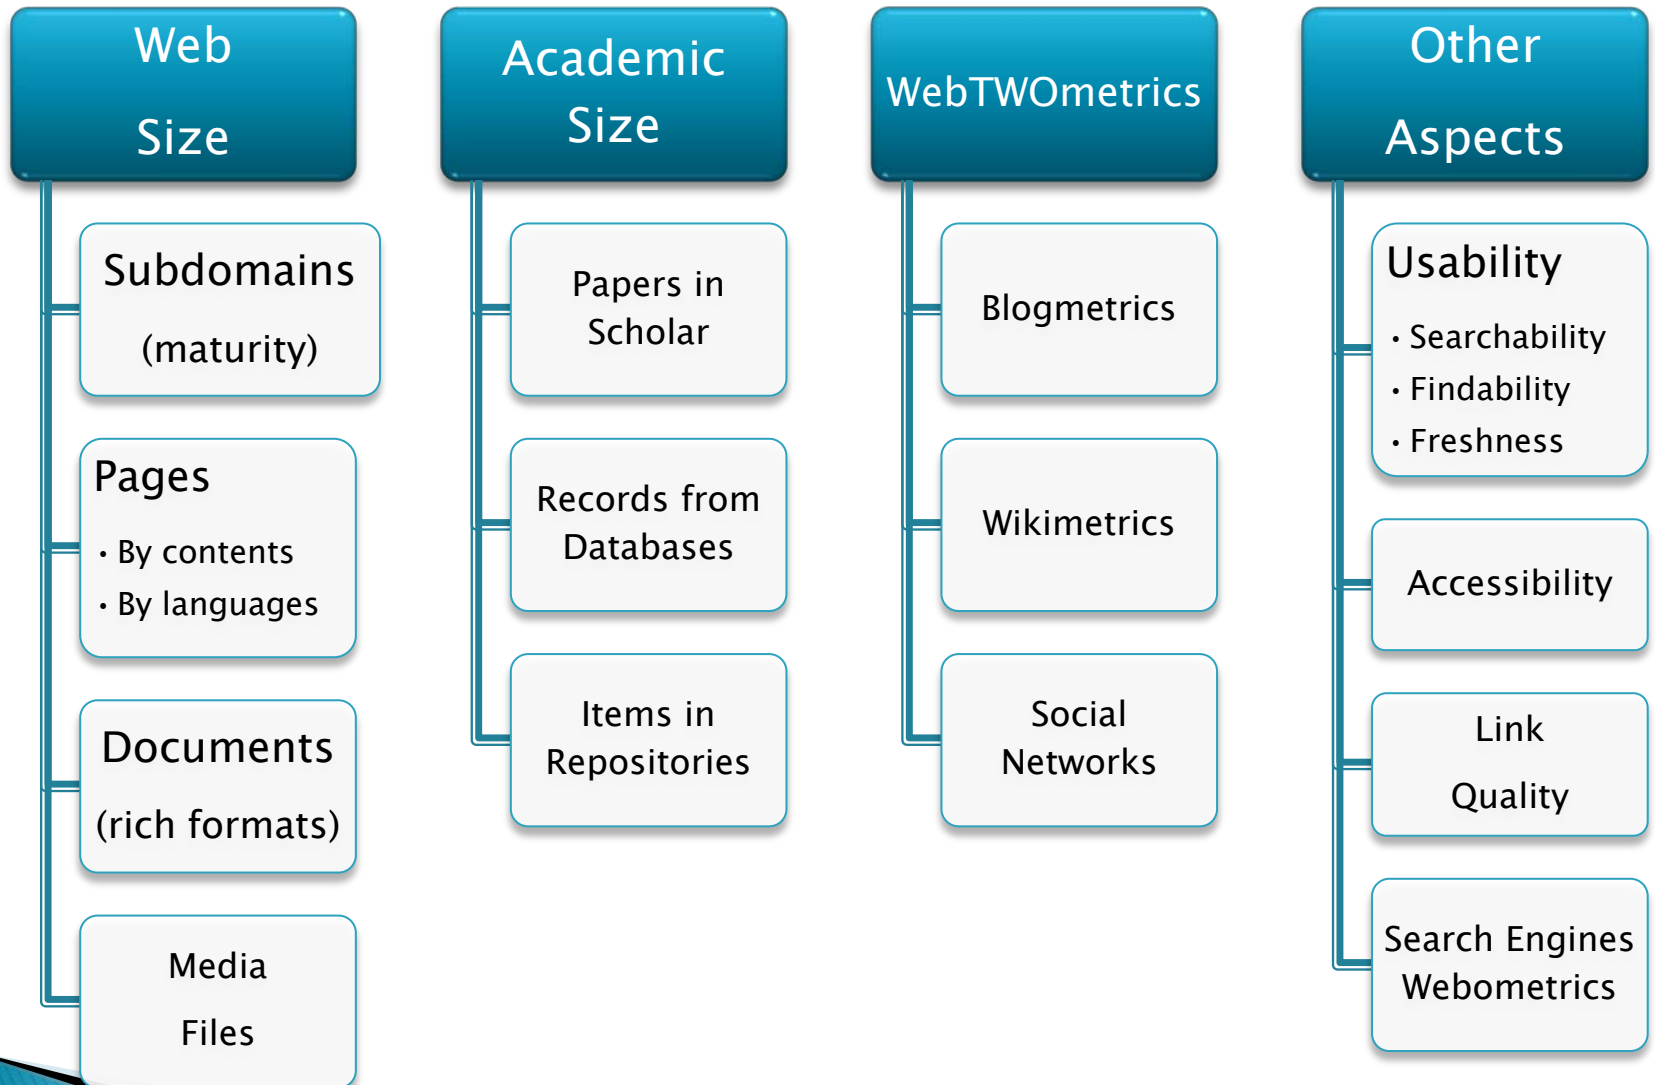 Web
Size
Subdomains
(maturity)
Pages
• By contents
• By languages
Documents
(rich formats)
Media
Files
Academic
Size
Papers in
Scholar
Records from
Databases
Items in
Repositories
WebTWOmetrics
Blogmetrics
Wikimetrics
Social
Networks
Other
Aspects
Usability
• Searchability
• Findability
• Freshness
Accessibility
Link
Quality
Search Engines
Webometrics